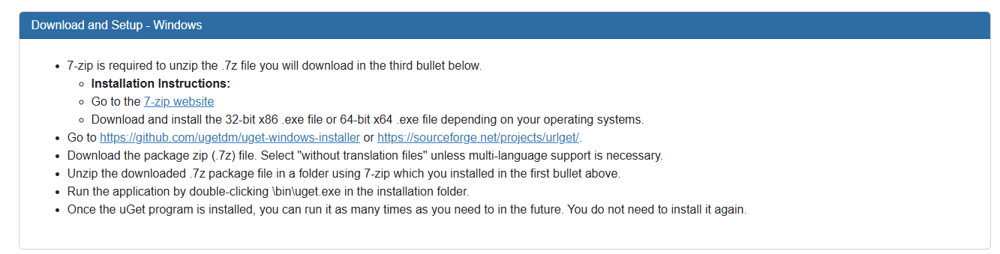 Download and Setup - Windows
7-zip is required to unzip the .7z file you will download in the third bullet below.
Installation Instructions:
Go to the 7-zip website
Download and install the 32-bit x86 .exe file or 64-bit x64 .exe file depending on your operating systems.
Go to https://github.com/ugetdm/uget-windows-installer or https://sourceforge.net/projects/urlget/.
Download the package zip (.7z) file. Select "without translation files" unless multi-language support is necessary.
Unzip the downloaded .7z package file in a folder using 7-zip which you installed in the first bullet above.
Run the application by double-clicking \bin\uget.exe in the installation folder.
Once the uGet program is installed, you can run it as many times as you need to in the future. You do not need to install it again.